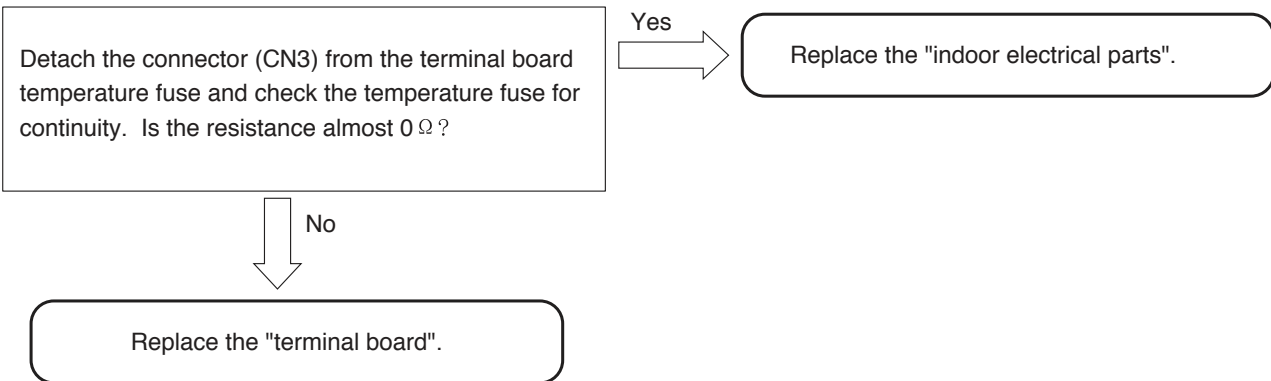 Detach the connector (CN3) from the terminal board
temperature fuse and check the temperature fuse for
continuity.  Is the resistance almost 0 Ω ?
Yes
Replace the "indoor electrical parts".
No
Replace the "terminal board".